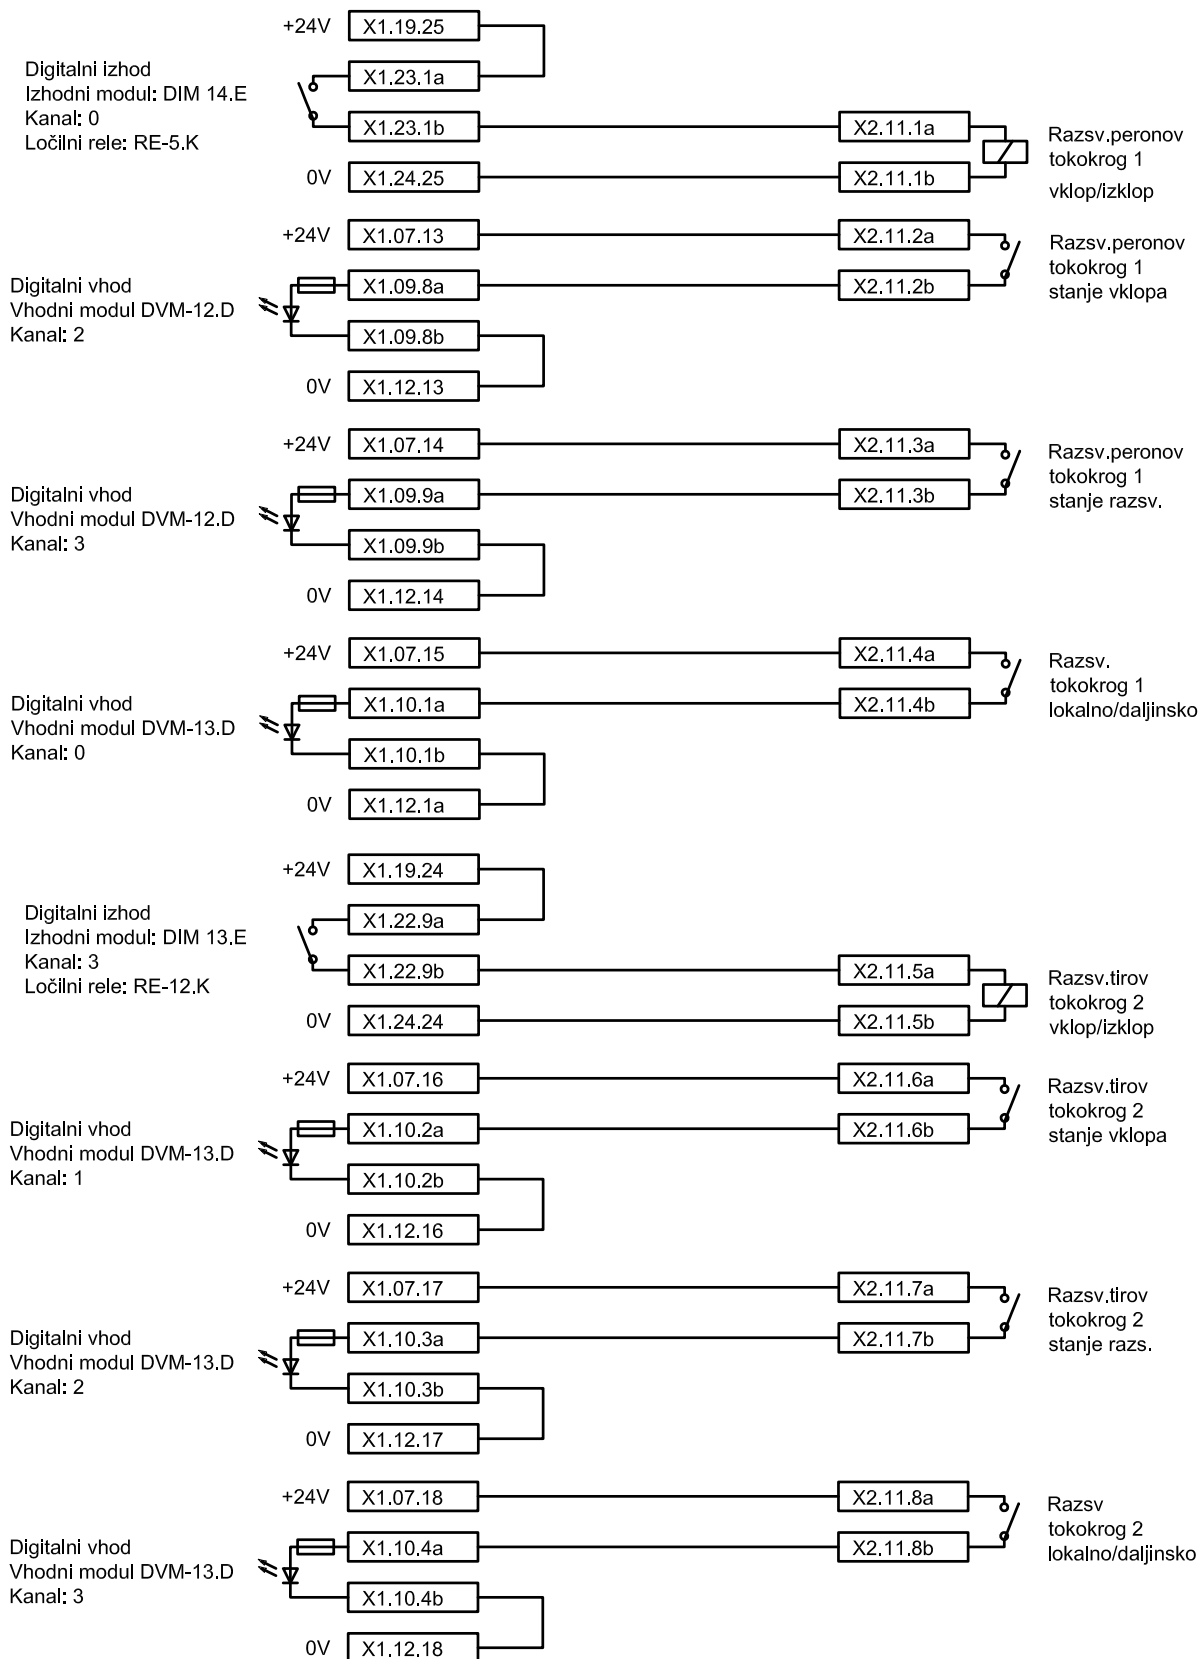 +24V X1.19.25
Digitalni izhod
Izhodni modul: DIM 14.E
Kanal: 0
Ločilni rele: RE-5.K
X1.23.1a
X1.23.1b X2.11.1a
0V X1.24.25 X2.11.1b
Razsv.peronov
tokokrog 1
vklop/izklop
+24V X1.07.13 X2.11.2a
X1.09.8a X2.11.2b
Razsv.peronov
tokokrog 1
stanje vklopa
Digitalni vhod
Vhodni modul DVM-12.D
Kanal: 2
X1.09.8b
0V X1.12.13
+24V X1.07.14 X2.11.3a
X1.09.9a X2.11.3b
Razsv.peronov
tokokrog 1
stanje razsv.
Digitalni vhod
Vhodni modul DVM-12.D
Kanal: 3
X1.09.9b
0V X1.12.14
+24V X1.07.15 X2.11.4a
X1.10.1a X2.11.4b
Razsv.
tokokrog 1
lokalno/daljinsko
Digitalni vhod
Vhodni modul DVM-13.D
Kanal: 0
X1.10.1b
0V X1.12.1a
+24V X1.19.24
Digitalni izhod
Izhodni modul: DIM 13.E
Kanal: 3
Ločilni rele: RE-12.K
X1.22.9a
X1.22.9b X2.11.5a
0V X1.24.24 X2.11.5b
Razsv.tirov
tokokrog 2
vklop/izklop
+24V X1.07.16 X2.11.6a
X1.10.2a X2.11.6b
Razsv.tirov
tokokrog 2
stanje vklopa
Digitalni vhod
Vhodni modul DVM-13.D
Kanal: 1
X1.10.2b
0V X1.12.16
+24V X1.07.17 X2.11.7a
X1.10.3a X2.11.7b
Razsv.tirov
tokokrog 2
stanje razs.
Digitalni vhod
Vhodni modul DVM-13.D
Kanal: 2
X1.10.3b
0V X1.12.17
+24V X1.07.18 X2.11.8a
X1.10.4a X2.11.8b
Razsv
tokokrog 2
lokalno/daljinsko
Digitalni vhod
Vhodni modul DVM-13.D
Kanal: 3
X1.10.4b
0V X1.12.18